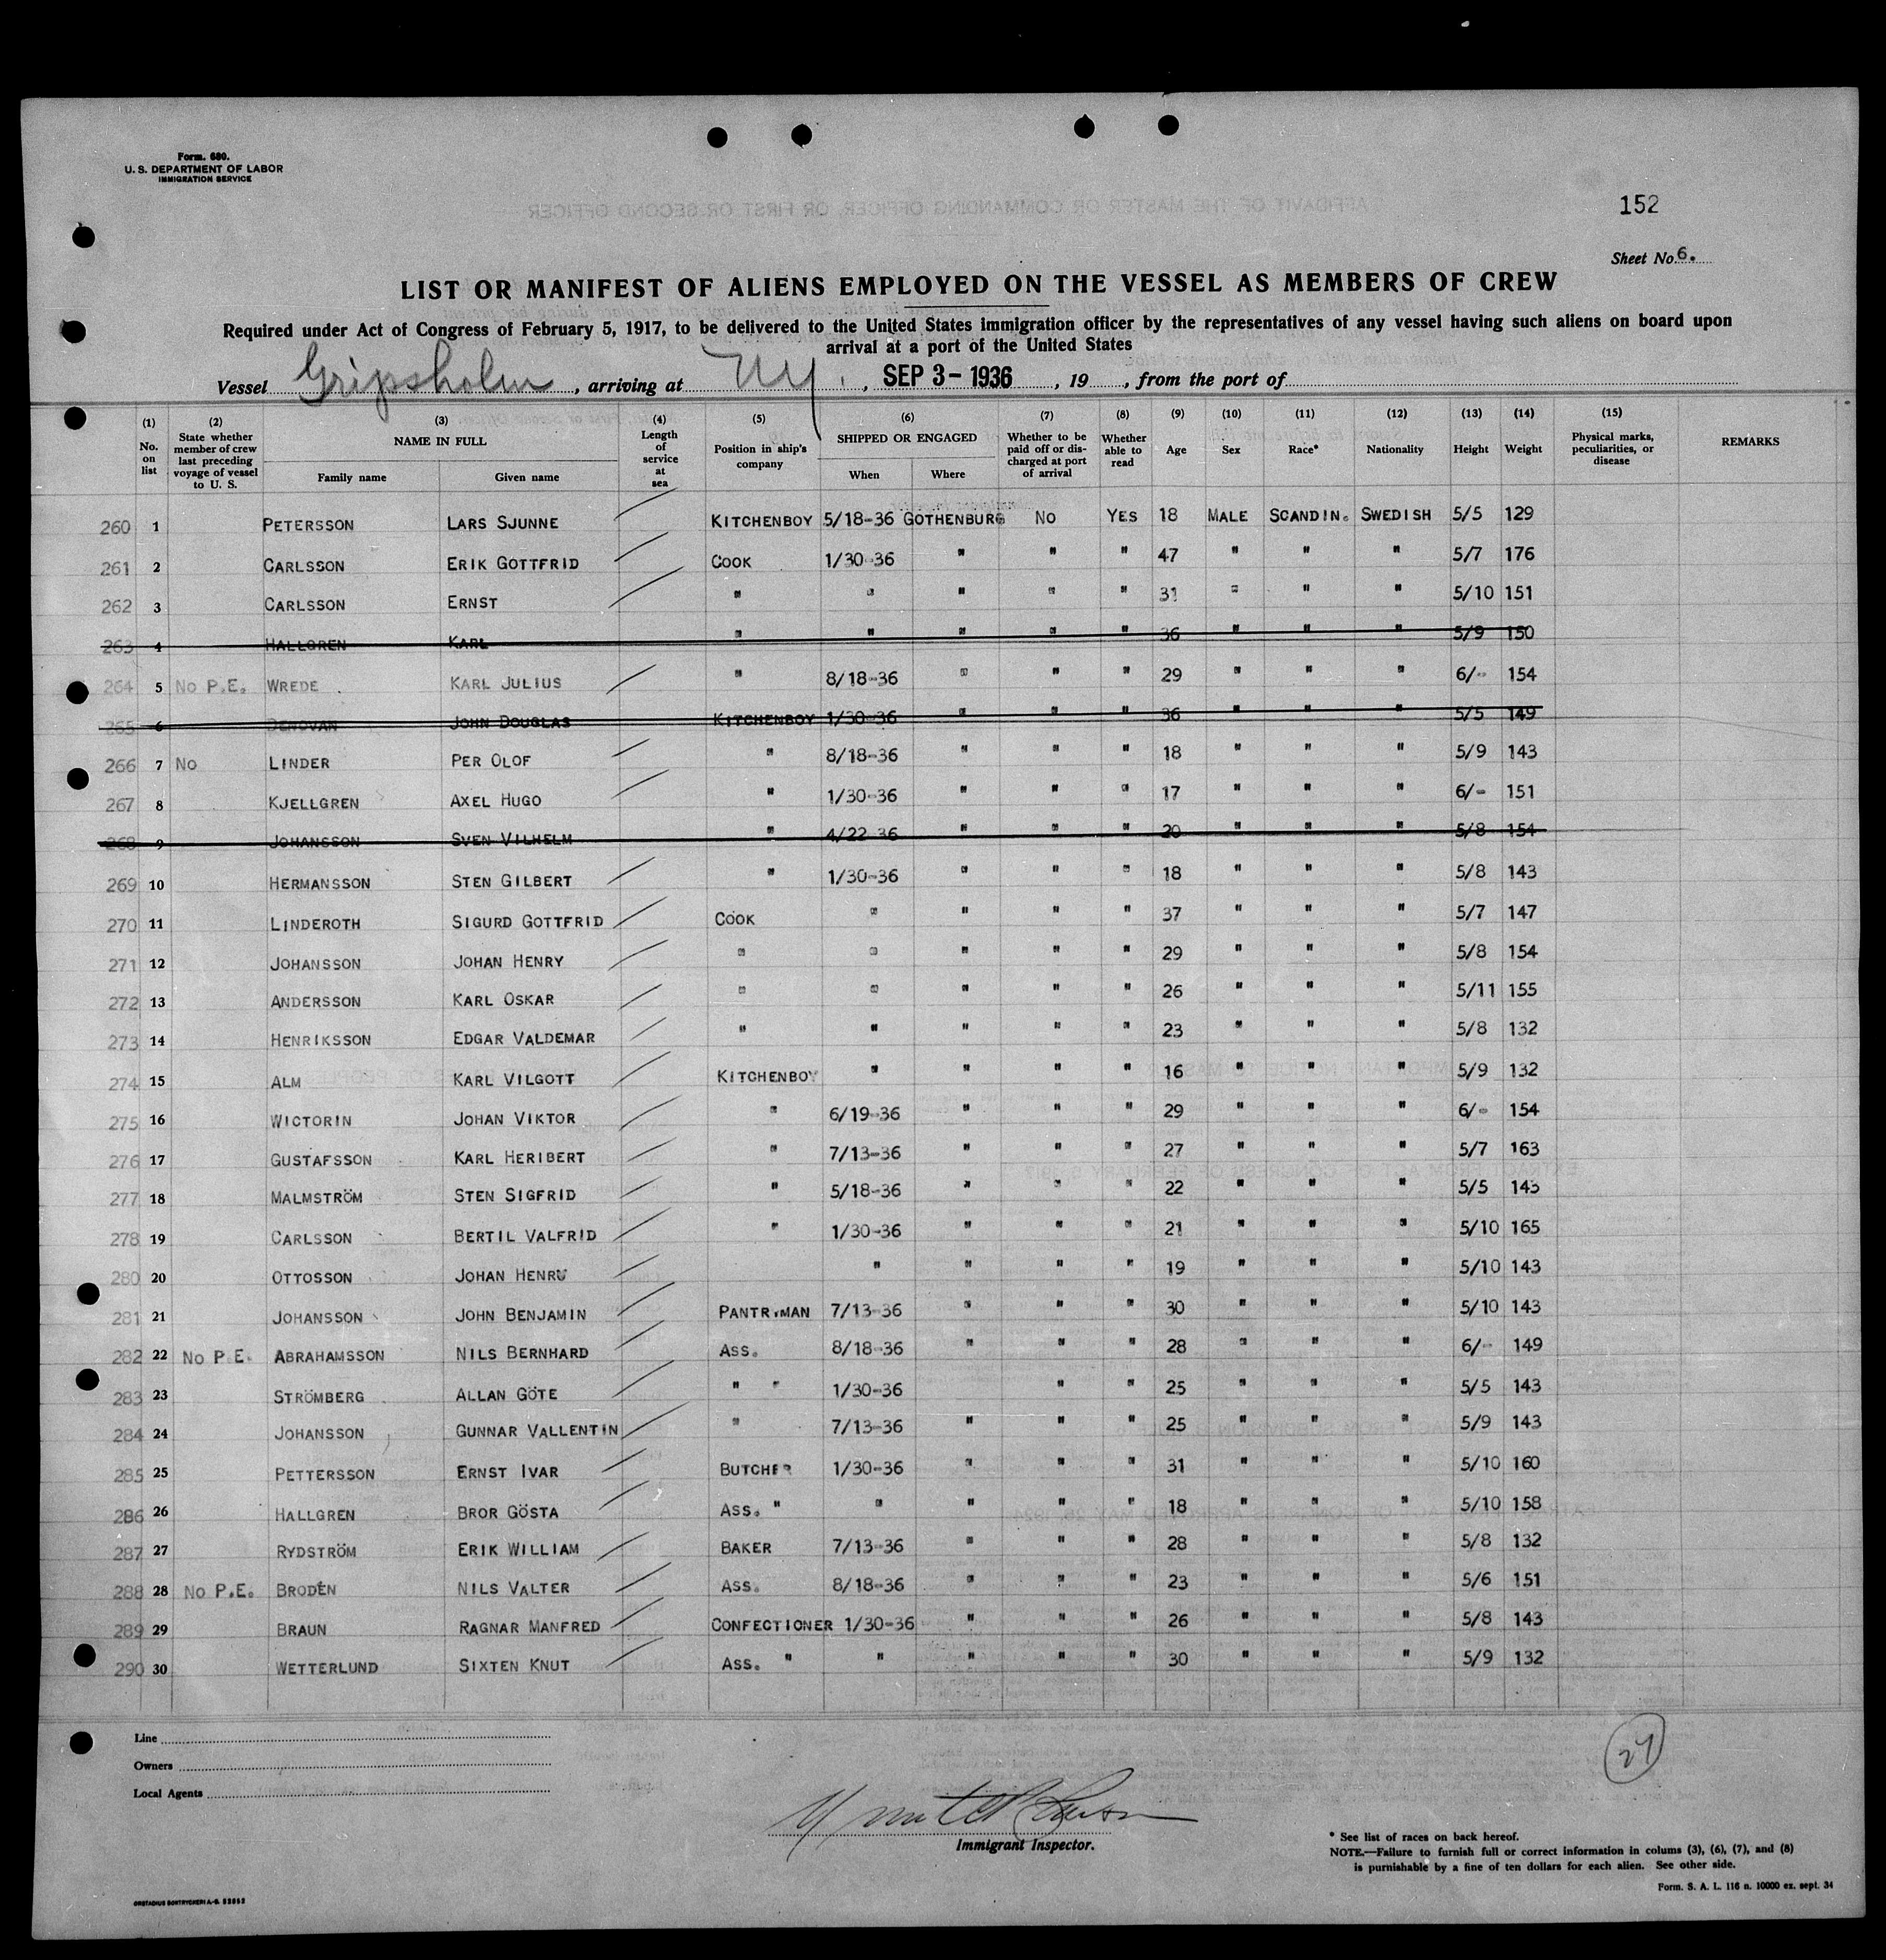 Form. 680.
U. S. DEPARTMENT OF LABOR
IMMIGRATION SERVICE
152
Sheet No. 6.
LIST OR MANIFEST OF ALIENS EMPLOYED ON THE VESSEL AS MEMBERS OF CREW
Required under Act of Congress of February 5, 1917, to be delivered to the United States immigration officer by the representatives of any vessel having such aliens on board upon
arrival at a port of the United States
Vessel Gripsholm, arriving at NY., SEP 3-1936, 19, from the port of
(1) No. on list (2) State whether member of crew last preceding voyage of vessel to U. S. (3) NAME IN FULL Family name Given name (4) Length of service at sea (5) Position in ship's company (6) SHIPPED OR ENGAGED When Where (7) Whether to be paid off or discharged at port of arrival (8) Whether able to read (9) Age (10) Sex (11) Race* (12) Nationality (13) Height (14) Weight (15) Physical marks, peculiarities, or disease REMARKS
260 1 PETERSSON LARS SJUNNE KITCHENBOY 5/18-36 GOTHENBURG NO YES 18 MALE SCANDIN. SWEDISH 5/5 129
261 2 CARLSSON ERIK GOTTFRID COOK 1/30-36 " " " 47 " " " 5/7 176
262 3 CARLSSON ERNST " " " " " 31 " " " 5/10 151
263 4 HALLGREN KARL " " " " " 36 " " " 5/9 150
264 5 NO P.E. WREDE KARL JULIUS " 8/18-36 " " " 29 " " " 6/- 154
265 6 DENOVAN JOHN DOUGLAS KITCHENBOY 1/30-36 " " " 36 " " " 5/5 149
266 7 NO LINDER PER OLOF " 8/18-36 " " " 18 " " " 5/9 143
267 8 KJELLGREN AXEL HUGO " 1/30-36 " " " 17 " " " 6/- 151
268 9 JOHANSSON SVEN VILHELM " 4/22 36 " " " 20 " " " 5/8 154
269 10 HERMANSSON STEN GILBERT " 1/30-36 " " " 18 " " " 5/8 143
270 11 LINDEROTH SIGURD GOTTFRID COOK " " " " 37 " " " 5/7 147
271 12 JOHANSSON JOHAN HENRY " " " " " 29 " " " 5/8 154
272 13 ANDERSSON KARL OSKAR " " " " " 26 " " " 5/11 155
273 14 HENRIKSSON EDGAR VALDEMAR " " " " " 23 " " " 5/8 132
274 15 ALM KARL VILGOTT KITCHENBOY " " " " 16 " " " 5/9 132
275 16 WICTORIN JOHAN VIKTOR " 6/19-36 " " " 29 " " " 6/- 154
276 17 GUSTAFSSON KARL HERIBERT " 7/13-36 " " " 27 " " " 5/7 163
277 18 MALMSTRÖM STEN SIGFRID " 5/18-36 " " " 22 " " " 5/5 143
278 19 CARLSSON BERTIL VALFRID " 1/30-36 " " " 21 " " " 5/10 165
280 20 OTTOSSON JOHAN HENRY " " " " 19 " " " 5/10 143
281 21 JOHANSSON JOHN BENJAMIN PANTRYMAN 7/13-36 " " " 30 " " " 5/10 143
282 22 NO P.E. ABRAHAMSSON NILS BERNHARD ASS. 8/18-36 " " " 28 " " " 6/- 149
283 23 STRÖMBERG ALLAN GÖTE " " 1/30-36 " " 25 " " " 5/5 143
284 24 JOHANSSON GUNNAR VALLENTIN " 7/13-36 " " " 25 " " " 5/9 143
285 25 PETTERSSON ERNST IVAR BUTCHER 1/30-36 " " " 31 " " " 5/10 160
286 26 HALLGREN BROR GÖSTA ASS. " " " " " 18 " " " 5/10 158
287 27 RYDSTRÖM ERIK WILLIAM BAKER 7/13-36 " " " 28 " " " 5/8 132
288 28 NO P.E. BRODÉN NILS VALTER ASS. 8/18-36 " " " 23 " " " 5/6 151
289 29 BRAUN RAGNAR MANFRED CONFECTIONER 1/30-36 " " " 26 " " " 5/8 143
290 30 WETTERLUND SIXTEN KNUT ASS. " " " " " 30 " " " 5/9 132
Line
Owners
Local Agents
27
Immigrant Inspector.
* See list of races on back hereof.
NOTE.—Failure to furnish full or correct information in colums (3), (6), (7), and (8)
is purnishable by a fine of ten dollars for each alien. See other side.
Form. S. A. L. 116 n. 10000 ex. sept. 34